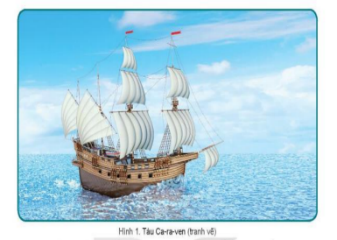 Hình 1. Tàu Ca-ra-ven (tranh vẽ)